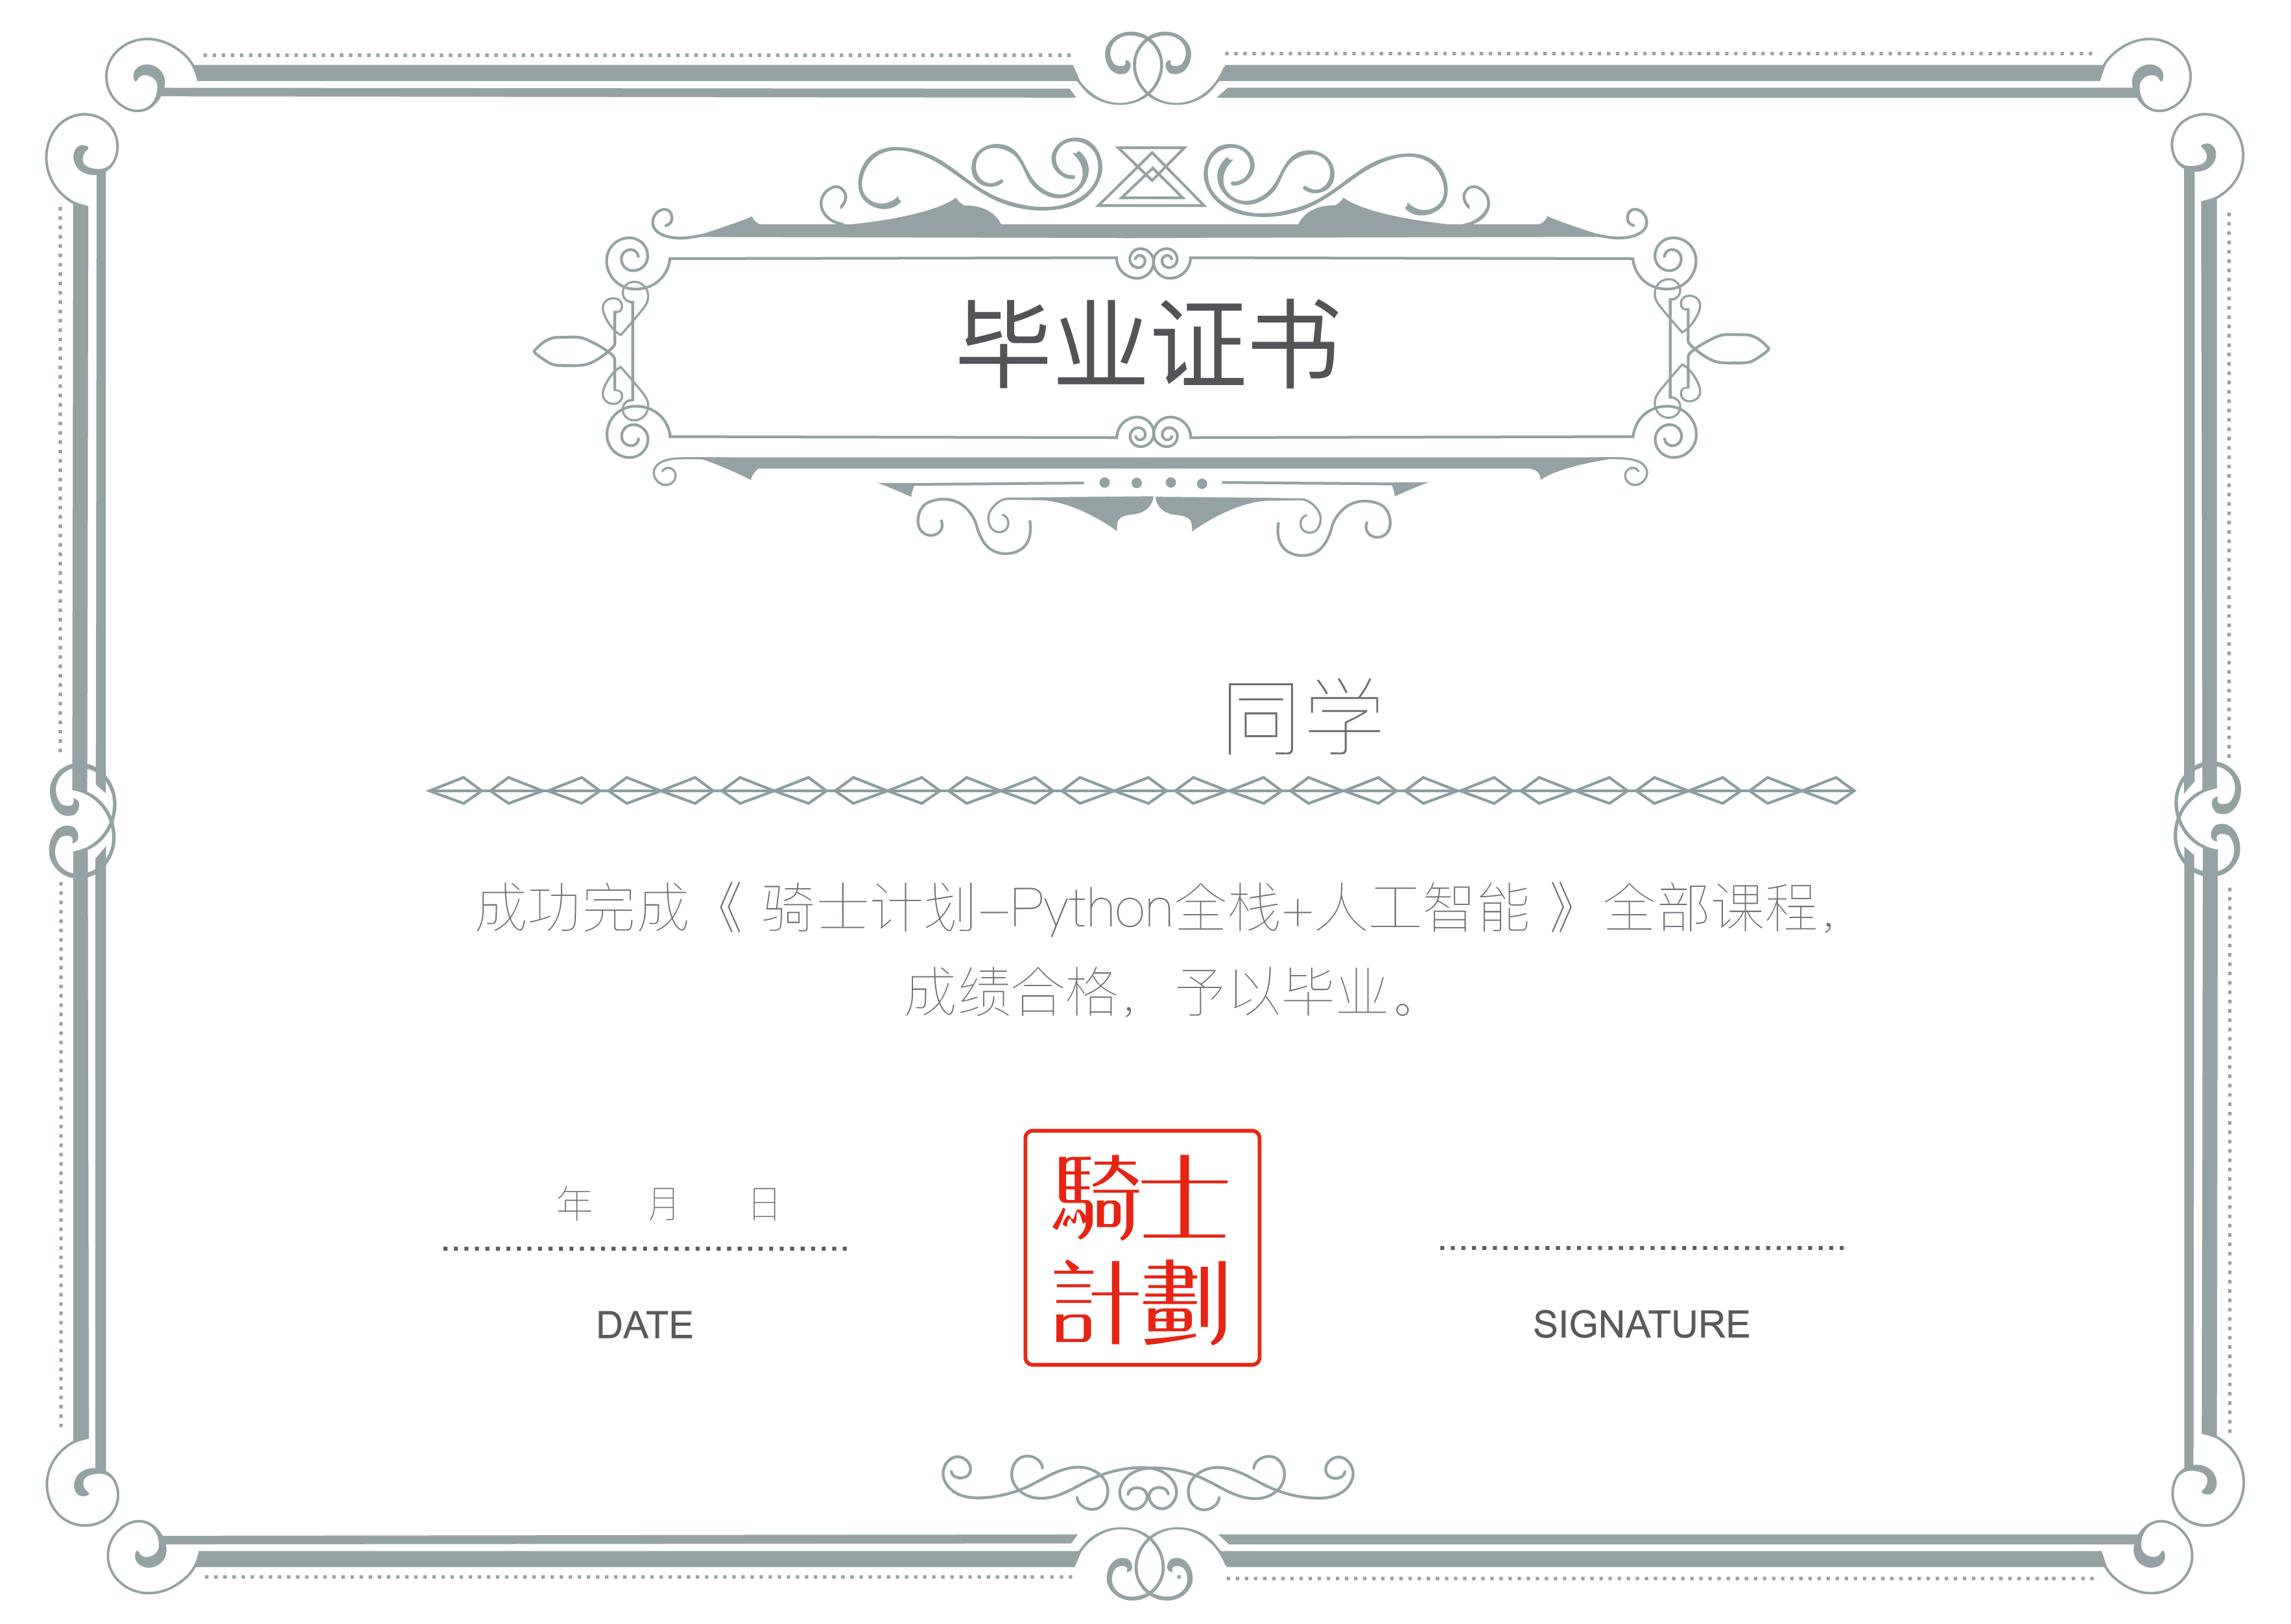 毕业证书
同学
成功完成《骑士计划–Python全栈+人工智能》全部课程,
成绩合格, 予以毕业。
年 月 日
騎士
計劃
DATE
SIGNATURE